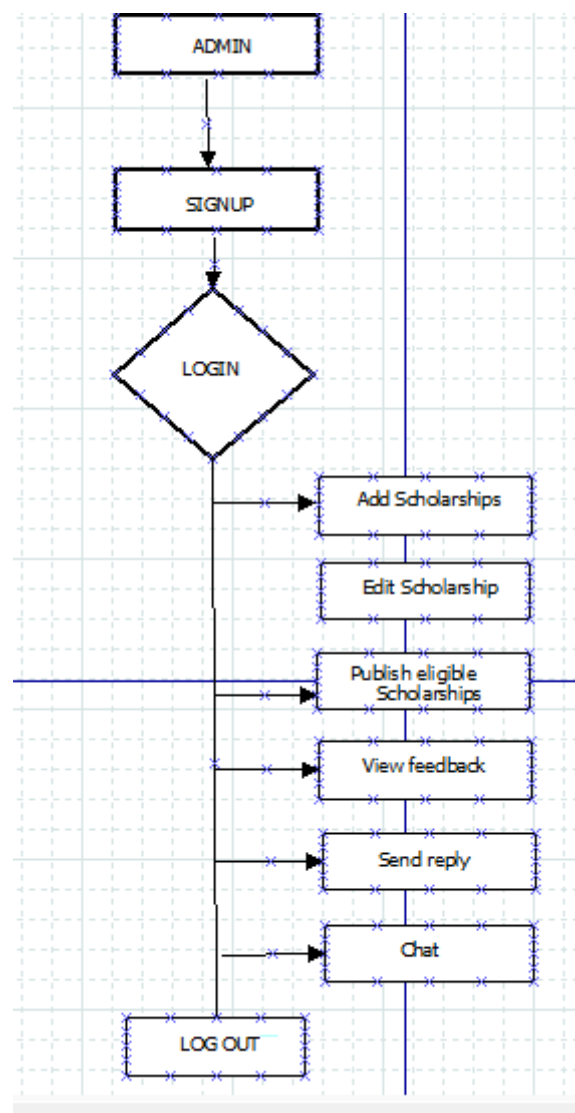 ADMIN
SIGNUP
LOGIN
Add Scholarships
Edit Scholarship
Publish eligible
Scholarships
View feedback
Send reply
Chat
LOG OUT